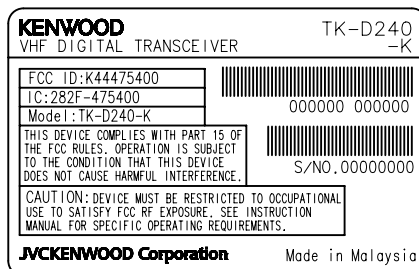 KENWOOD TK-D240
VHF DIGITAL TRANSCEIVER -K
FCC ID:K44475400
IC:282F-475400
Model:TK-D240-K
000000 000000
THIS DEVICE COMPLIES WITH PART 15 OF
THE FCC RULES. OPERATION IS SUBJECT
TO THE CONDITION THAT THIS DEVICE
DOES NOT CAUSE HARMFUL INTERFERENCE.
S/NO.00000000
CAUTION: DEVICE MUST BE RESTRICTED TO OCCUPATIONAL
USE TO SATISFY FCC RF EXPOSURE. SEE INSTRUCTION
MANUAL FOR SPECIFIC OPERATING REQUIREMENTS.
JVCKENWOOD Corporation Made in Malaysia